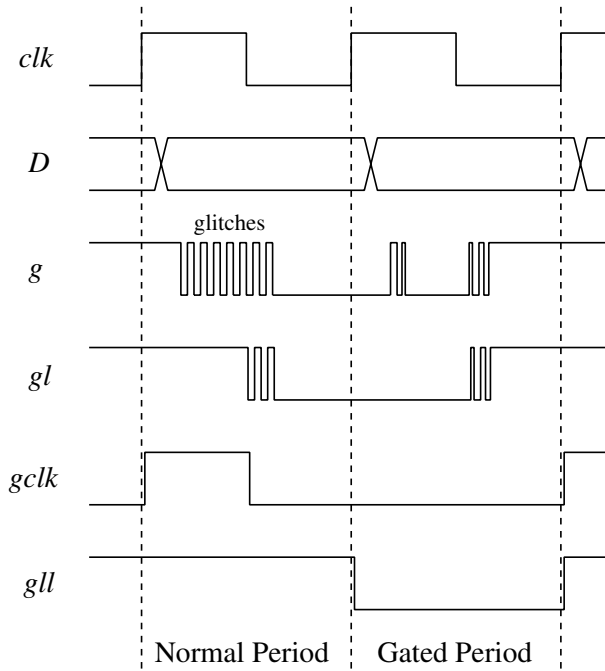 clk
D
glitches
g
gl
gclk
gll
Normal Period Gated Period